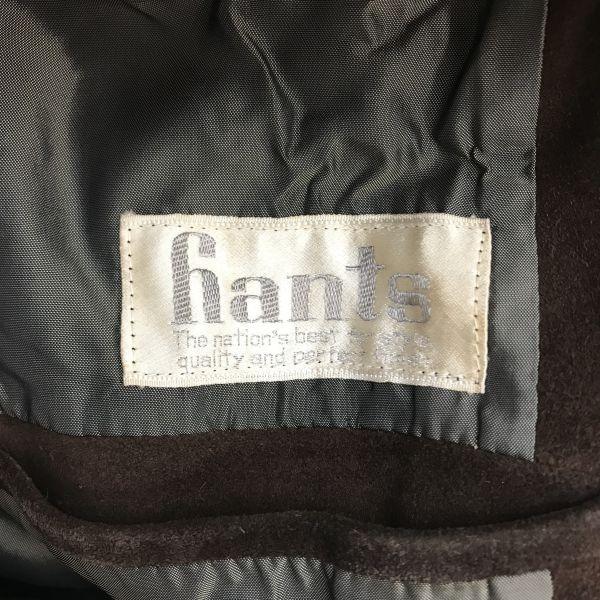 hants
The nation's best
quality and perfect